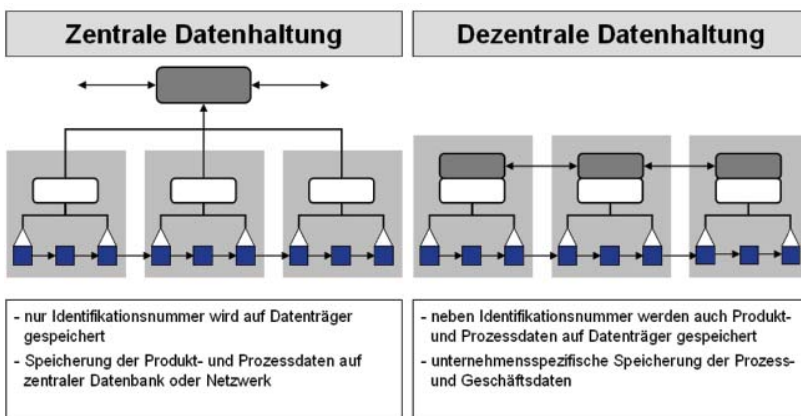 Zentrale Datenhaltung
Dezentrale Datenhaltung
- nur Identifikationsnummer wird auf Datenträger
gespeichert
- Speicherung der Produkt- und Prozessdaten auf
zentraler Datenbank oder Netzwerk
- neben Identifikationsnummer werden auch Produkt-
und Prozessdaten auf Datenträger gespeichert
- unternehmensspezifische Speicherung der Prozess-
und Geschäftsdaten